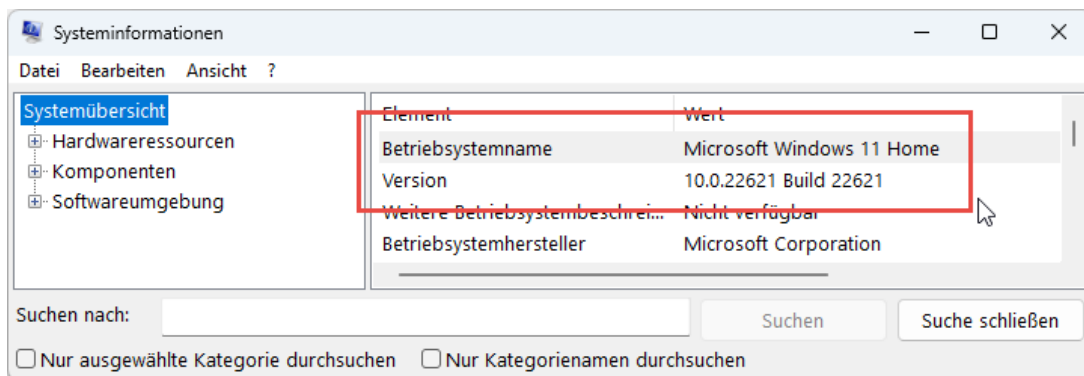 Systeminformationen
Datei Bearbeiten Ansicht ?
Systemübersicht
Hardwareressourcen
Komponenten
Softwareumgebung
Element Wert
Betriebsystemname Microsoft Windows 11 Home
Version 10.0.22621 Build 22621
Weitere Betriebsystembeschrei... Nicht verfügbar
Betriebsystemhersteller Microsoft Corporation
Suchen nach: Suchen Suche schließen
Nur ausgewählte Kategorie durchsuchen Nur Kategorienamen durchsuchen